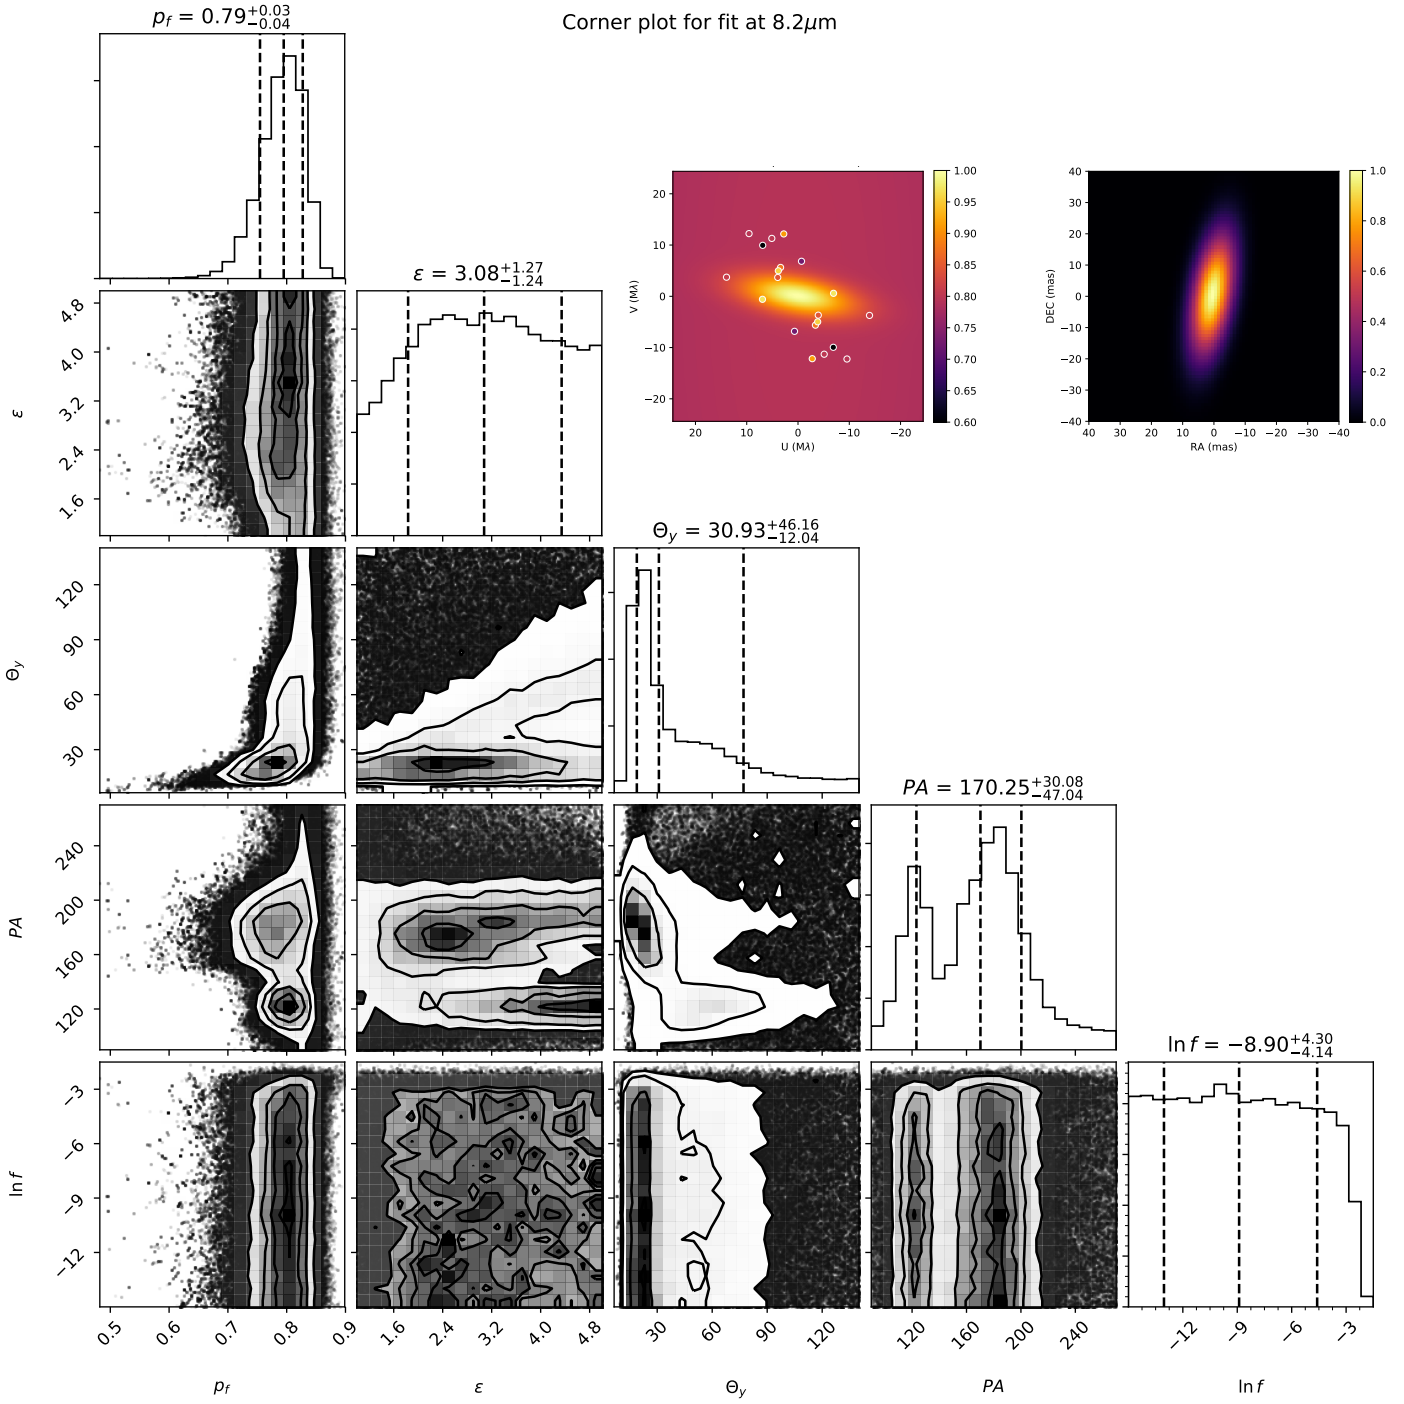 Corner plot for fit at 8.2μm
p_f = 0.79^{+0.03}_{-0.04}
ε = 3.08^{+1.27}_{-1.24}
Θ_y = 30.93^{+46.16}_{-12.04}
PA = 170.25^{+30.08}_{-47.04}
ln f = −8.90^{+4.30}_{-4.14}
20
10
0
−10
−20
V (Mλ)
20 10 0 −10 −20
U (Mλ)
1.00
0.95
0.90
0.85
0.80
0.75
0.70
0.65
0.60
40
30
20
10
0
−10
−20
−30
−40
DEC (mas)
40 30 20 10 0 −10 −20 −30 −40
RA (mas)
1.0
0.8
0.6
0.4
0.2
0.0
4.8
4.0
3.2
2.4
1.6
ε
120
90
60
30
Θ_y
240
200
160
120
PA
−3
−6
−9
−12
ln f
0.5 0.6 0.7 0.8 0.9
p_f
1.6 2.4 3.2 4.0 4.8
ε
30 60 90 120
Θ_y
120 160 200 240
PA
−12 −9 −6 −3
ln f